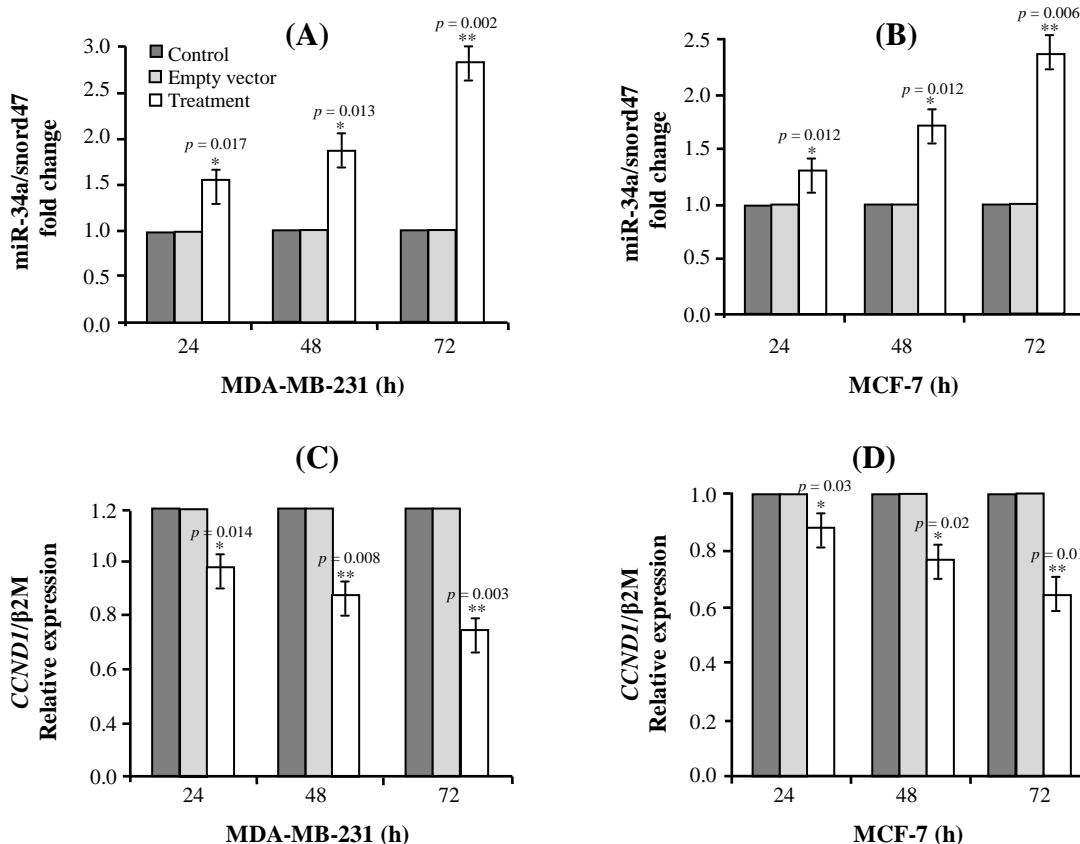 (A)
Control
Empty vector
Treatment
miR-34a/snord47
fold change
3.0
2.5
2.0
1.5
1.0
0.5
0.0
p = 0.017
*
p = 0.013
*
p = 0.002
**
24 48 72
MDA-MB-231 (h)
(B)
miR-34a/snord47
fold change
2.5
2.0
1.5
1.0
0.5
0.0
p = 0.012
*
p = 0.012
*
p = 0.006
**
24 48 72
MCF-7 (h)
(C)
CCND1/β2M
Relative expression
1.2
1.0
0.8
0.6
0.4
0.0
p = 0.014
*
p = 0.008
**
p = 0.003
**
24 48 72
MDA-MB-231 (h)
(D)
CCND1/β2M
Relative expression
1.0
0.8
0.6
0.4
0.2
0.0
p = 0.03
*
p = 0.02
*
p = 0.01
**
24 48 72
MCF-7 (h)